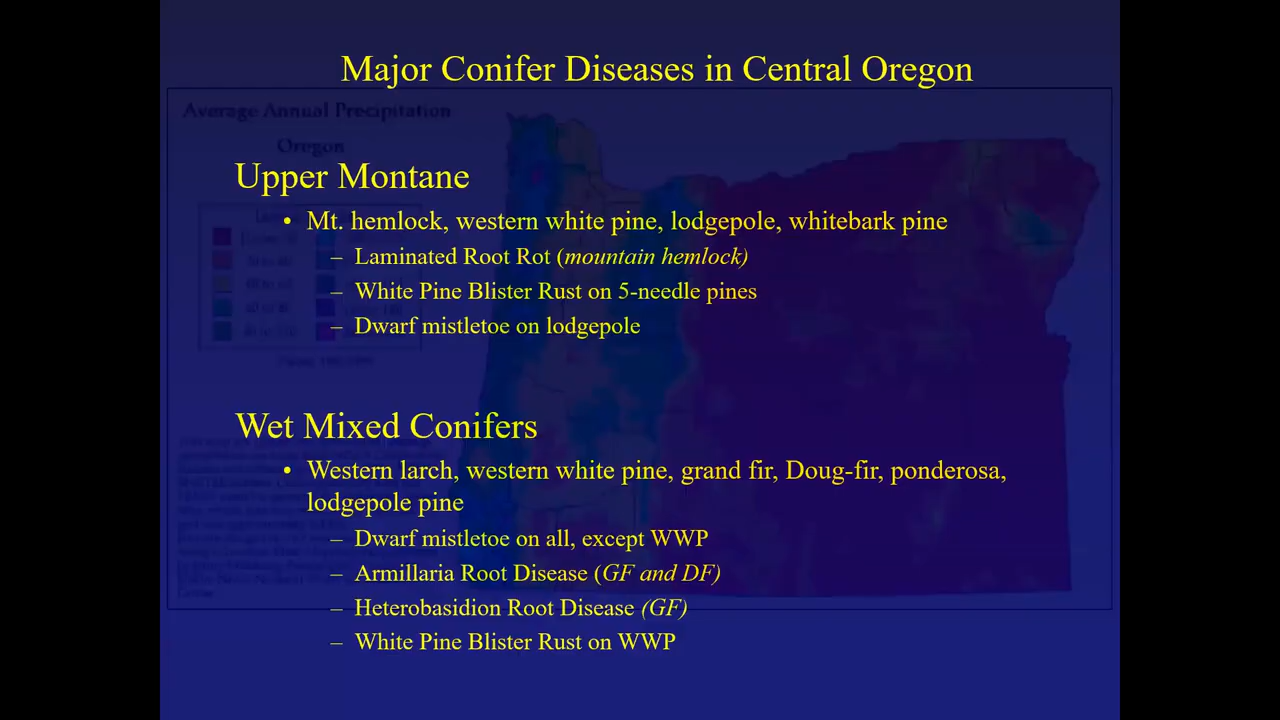 Major Conifer Diseases in Central Oregon
Average Annual Precipitation
Oregon
Upper Montane
• Mt. hemlock, western white pine, lodgepole, whitebark pine
– Laminated Root Rot (mountain hemlock)
– White Pine Blister Rust on 5-needle pines
– Dwarf mistletoe on lodgepole
Wet Mixed Conifers
• Western larch, western white pine, grand fir, Doug-fir, ponderosa,
lodgepole pine
– Dwarf mistletoe on all, except WWP
– Armillaria Root Disease (GF and DF)
– Heterobasidion Root Disease (GF)
– White Pine Blister Rust on WWP